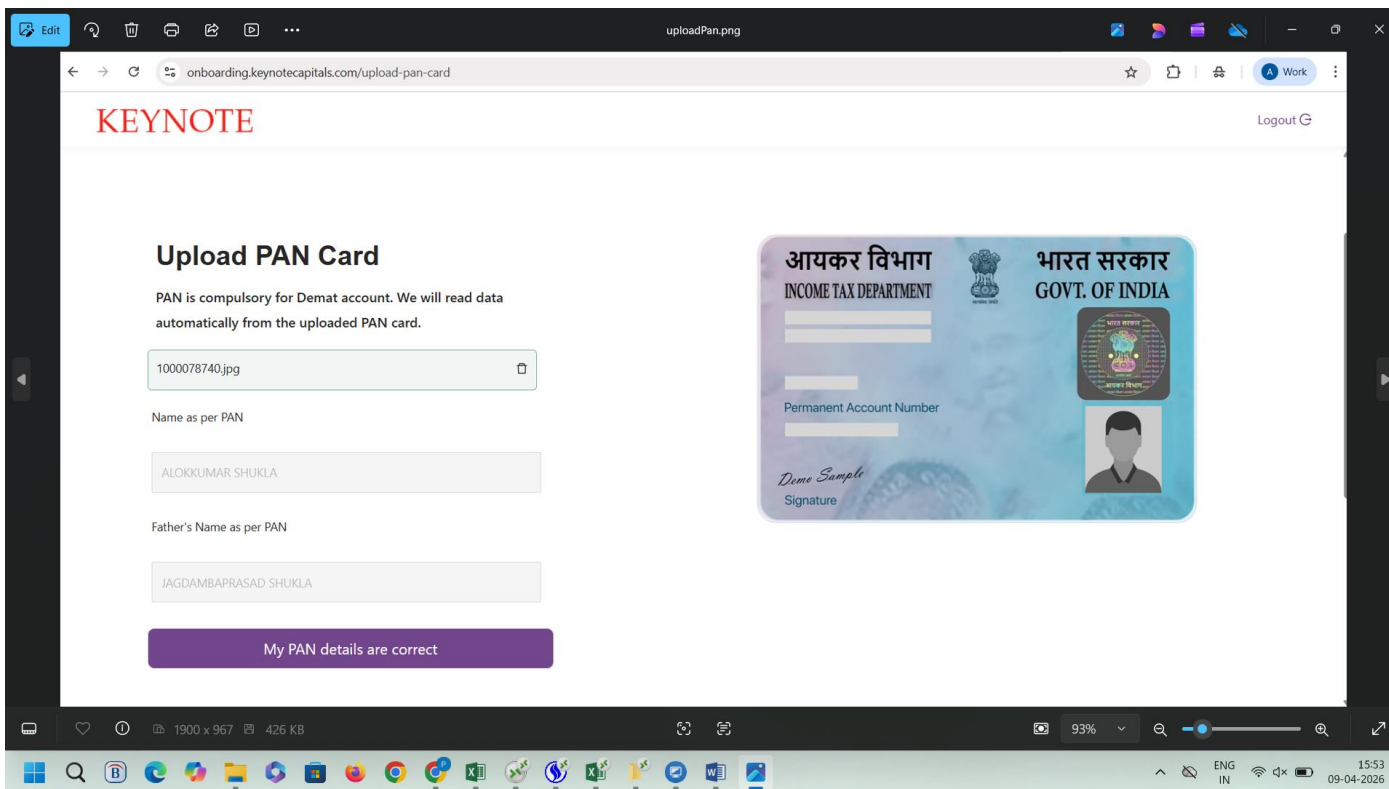 Edit
uploadPan.png
onboarding.keynotecapitals.com/upload-pan-card
A Work
KEYNOTE
Logout
Upload PAN Card
PAN is compulsory for Demat account. We will read data
automatically from the uploaded PAN card.
1000078740.jpg
Name as per PAN
ALOKKUMAR SHUKLA
Father's Name as per PAN
JAGDAMBAPRASAD SHUKLA
My PAN details are correct
आयकर विभाग
INCOME TAX DEPARTMENT
भारत सरकार
GOVT. OF INDIA
Permanent Account Number
Demo Sample
Signature
1900 x 967 426 KB
93%
ENG
IN
15:53
09-04-2026